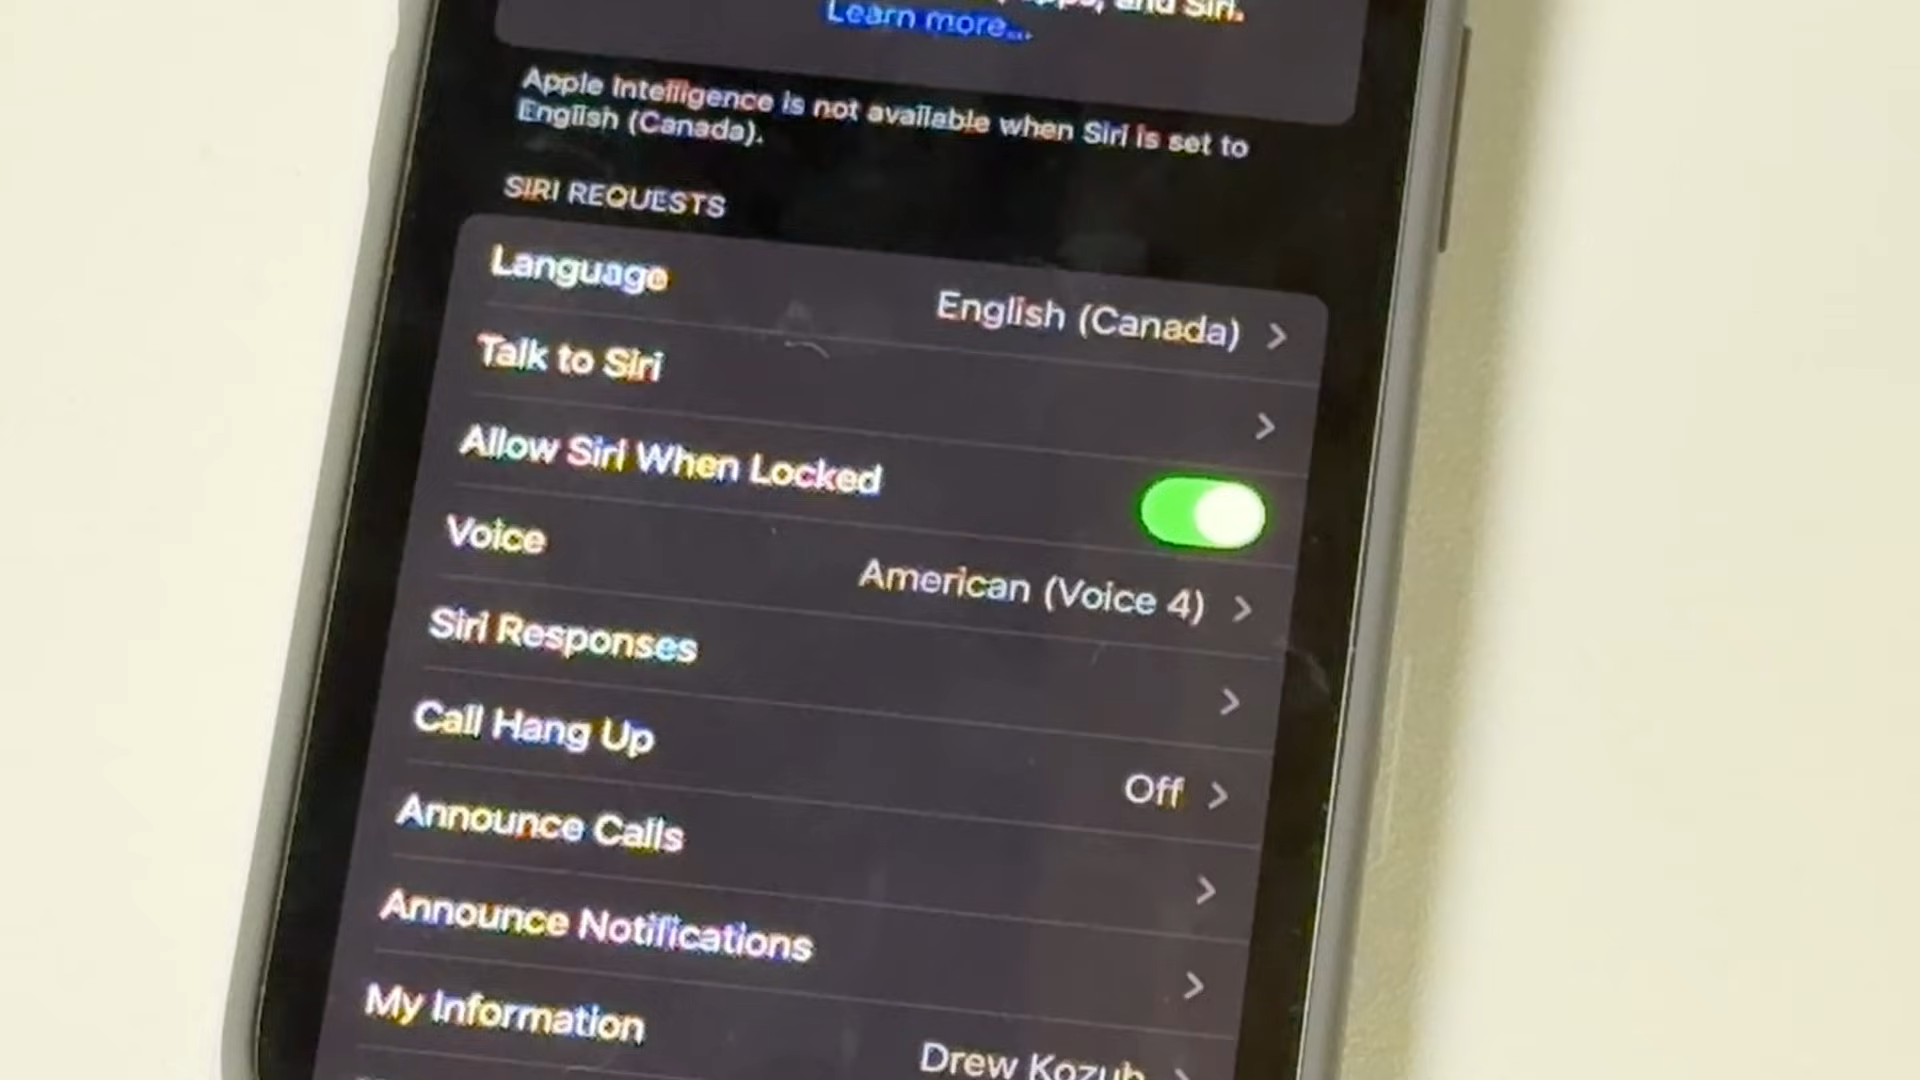 and Siri.
Learn more...
Apple Intelligence is not available when Siri is set to
English (Canada).
SIRI REQUESTS
Language English (Canada)
Talk to Siri
Allow Siri When Locked
Voice American (Voice 4)
Siri Responses
Call Hang Up Off
Announce Calls
Announce Notifications
My Information Drew Kozub